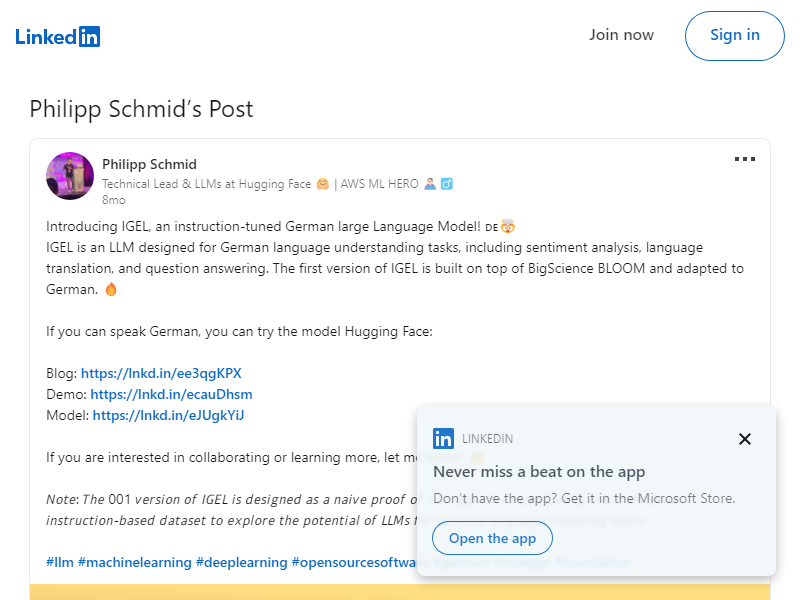 LinkedIn
Join now
Sign in
Philipp Schmid's Post
Philipp Schmid
Technical Lead & LLMs at Hugging Face 🤗 | AWS ML HERO 🦸🏻‍♂️
8mo
Introducing IGEL, an instruction-tuned German large Language Model! 🇩🇪🤯
IGEL is an LLM designed for German language understanding tasks, including sentiment analysis, language
translation, and question answering. The first version of IGEL is built on top of BigScience BLOOM and adapted to
German. 🔥
If you can speak German, you can try the model Hugging Face:
Blog: https://lnkd.in/ee3qgKPX
Demo: https://lnkd.in/ecauDhsm
Model: https://lnkd.in/eJUgkYiJ
If you are interested in collaborating or learning more, let me
Note: The 001 version of IGEL is designed as a naive proof
instruction-based dataset to explore the potential of LLMs
#llm #machinelearning #deeplearning #opensourcesoftware
LINKEDIN
Never miss a beat on the app
Don't have the app? Get it in the Microsoft Store.
Open the app